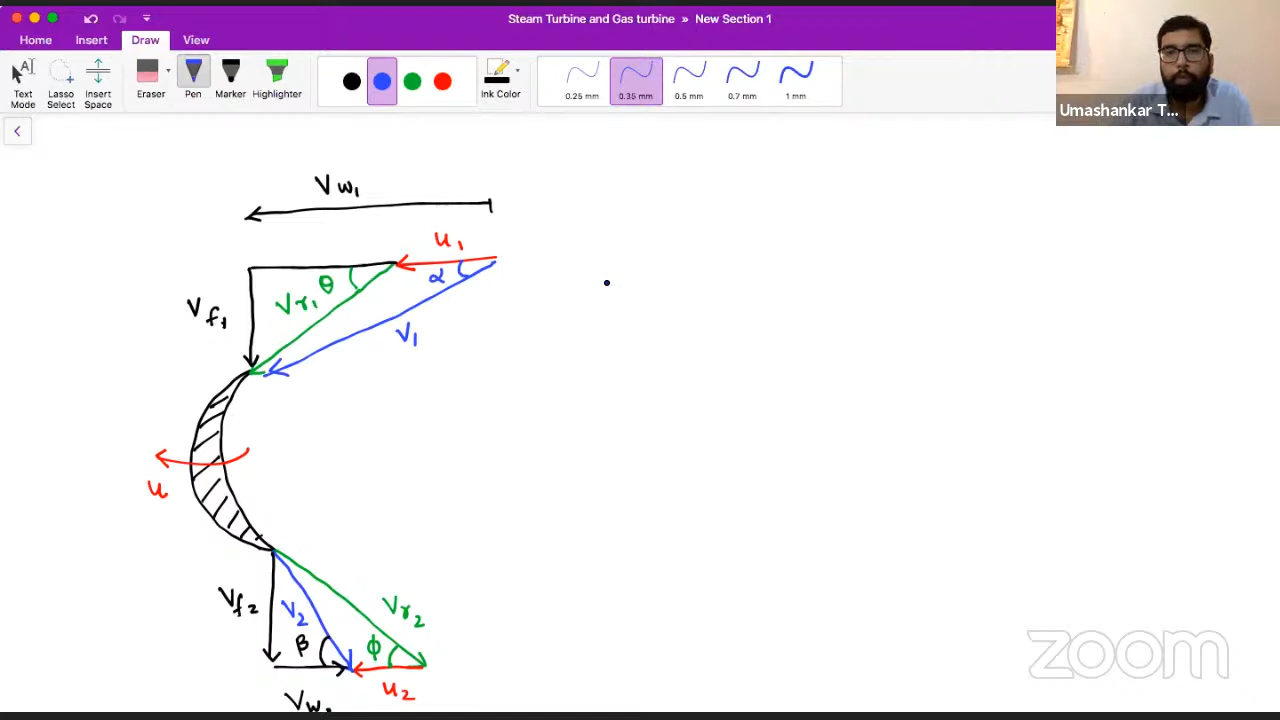 Steam Turbine and Gas turbine » New Section 1
Home Insert Draw View
Text Mode
Lasso Select
Insert Space
Eraser
Pen
Marker
Highlighter
Ink Color
0.25 mm
0.35 mm
0.5 mm
0.7 mm
1 mm
Umashankar T...
Vw1
u1
α
θ
Vr1
Vf1
V1
u
Vf2
V2
Vr2
β
φ
u2
Vw2
zoom